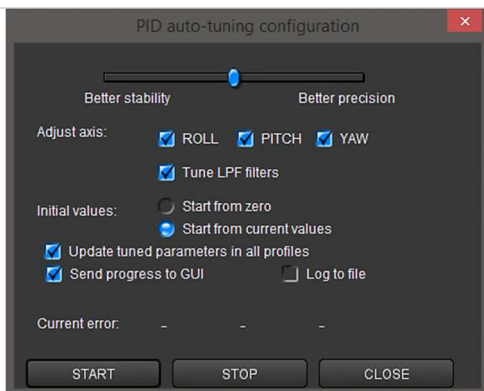 PID auto-tuning configuration
Better stability Better precision
Adjust axis: ROLL PITCH YAW
Tune LPF filters
Initial values: Start from zero
Start from current values
Update tuned parameters in all profiles
Send progress to GUI Log to file
Current error: - - -
START STOP CLOSE